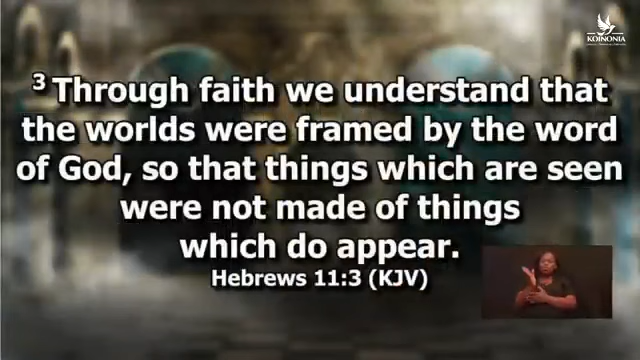 KOINONIA
3 Through faith we understand that
the worlds were framed by the word
of God, so that things which are seen
were not made of things
which do appear.
Hebrews 11:3 (KJV)